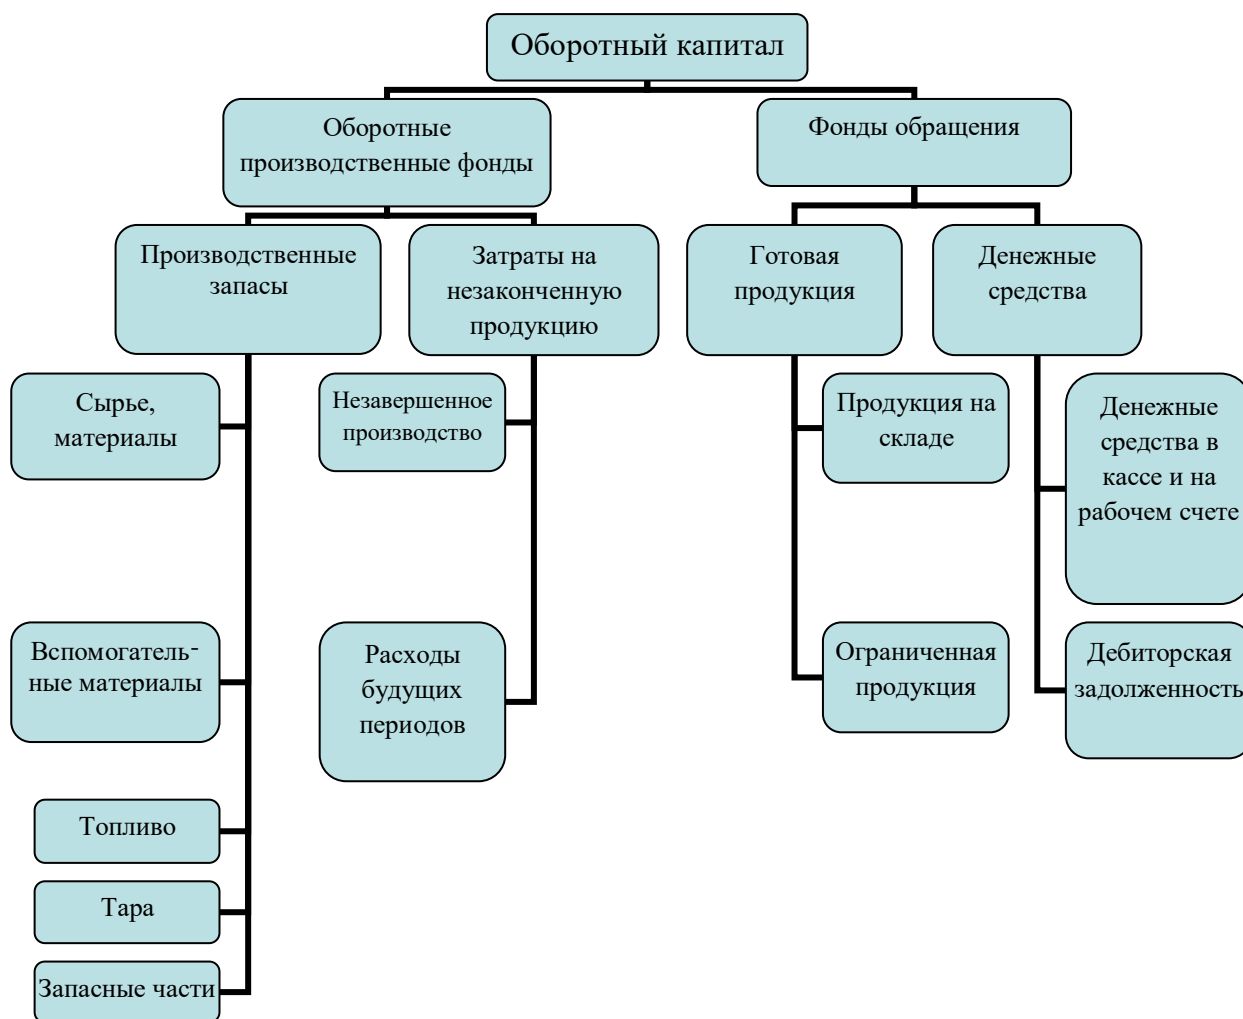 Оборотный капитал
Оборотные
производственные фонды
Фонды обращения
Производственные
запасы
Затраты на
незаконченную
продукцию
Готовая
продукция
Денежные
средства
Сырье,
материалы
Незавершенное
производство
Продукция на
складе
Денежные
средства в
кассе и на
рабочем счете
Вспомогатель-
ные материалы
Расходы
будущих
периодов
Ограниченная
продукция
Дебиторская
задолженность
Топливо
Тара
Запасные части